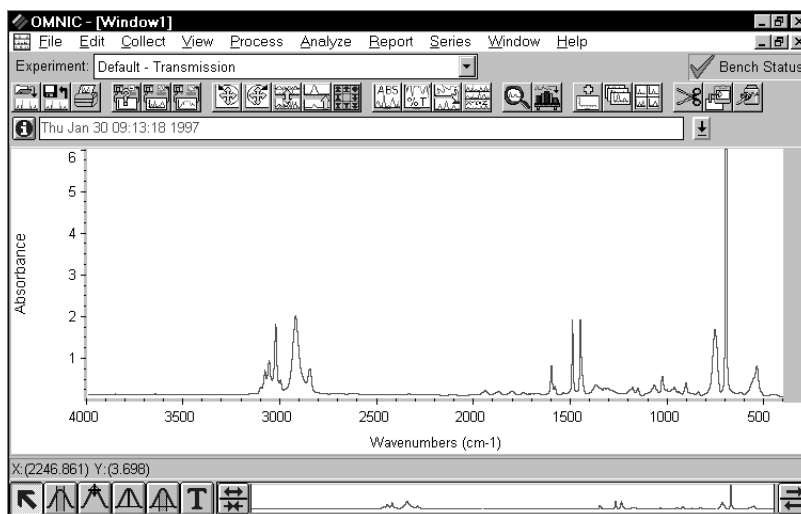 OMNIC - [Window1]
File Edit Collect View Process Analyze Report Series Window Help
Experiment: Default - Transmission Bench Status
ABS %T
Thu Jan 30 09:13:18 1997
6
5
4
3
2
1
Absorbance
4000 3500 3000 2500 2000 1500 1000 500
Wavenumbers (cm-1)
X:(2246.861) Y:(3.698)
T